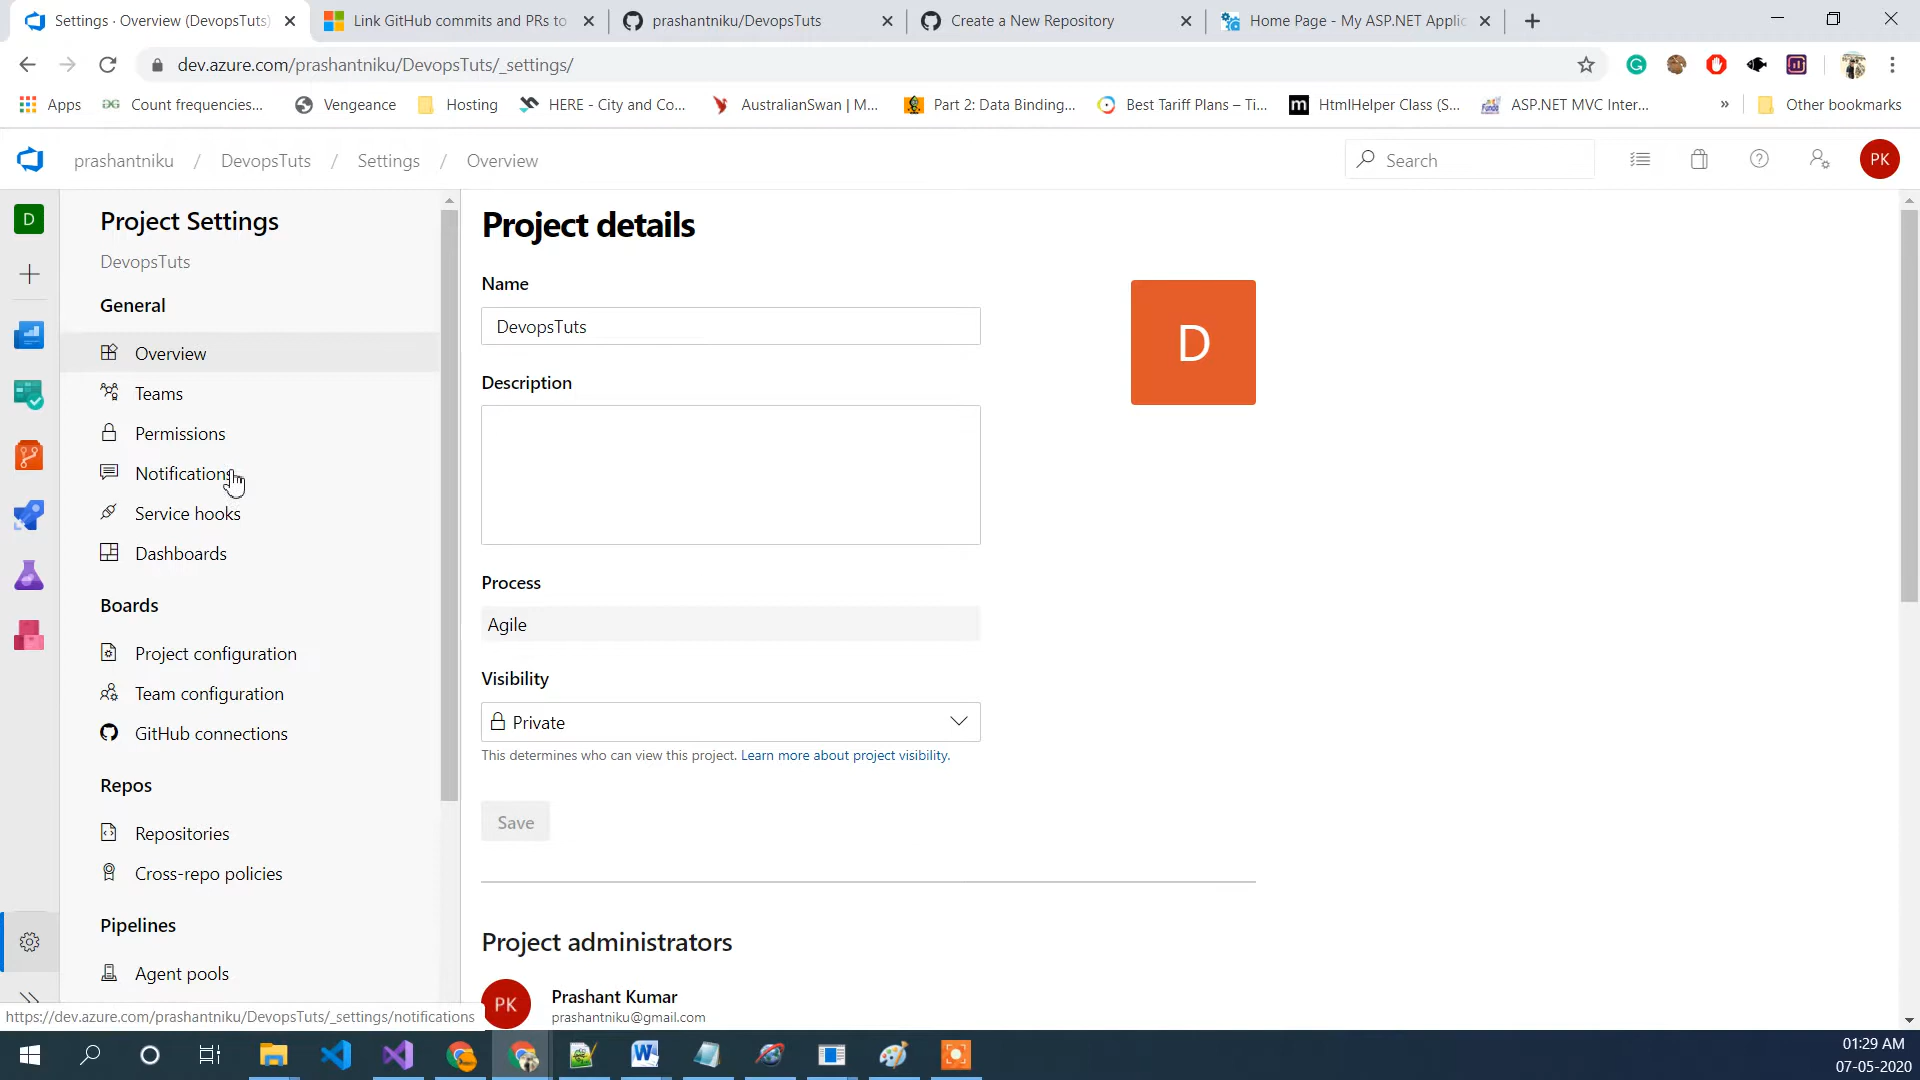 Settings · Overview (DevopsTuts)
Link GitHub commits and PRs to
prashantniku/DevopsTuts
Create a New Repository
Home Page - My ASP.NET Applic
dev.azure.com/prashantniku/DevopsTuts/_settings/
Apps
Count frequencies...
Vengeance
Hosting
HERE - City and Co...
AustralianSwan | M...
Part 2: Data Binding...
Best Tariff Plans – Ti...
HtmlHelper Class (S...
ASP.NET MVC Inter...
»
Other bookmarks
prashantniku / DevopsTuts / Settings / Overview
Search
PK
D
Project Settings
DevopsTuts
General
Overview
Teams
Permissions
Notifications
Service hooks
Dashboards
Boards
Project configuration
Team configuration
GitHub connections
Repos
Repositories
Cross-repo policies
Pipelines
Agent pools
https://dev.azure.com/prashantniku/DevopsTuts/_settings/notifications
Project details
Name
DevopsTuts
D
Description
Process
Agile
Visibility
Private
This determines who can view this project. Learn more about project visibility.
Save
Project administrators
PK
Prashant Kumar
prashantniku@gmail.com
01:29 AM
07-05-2020